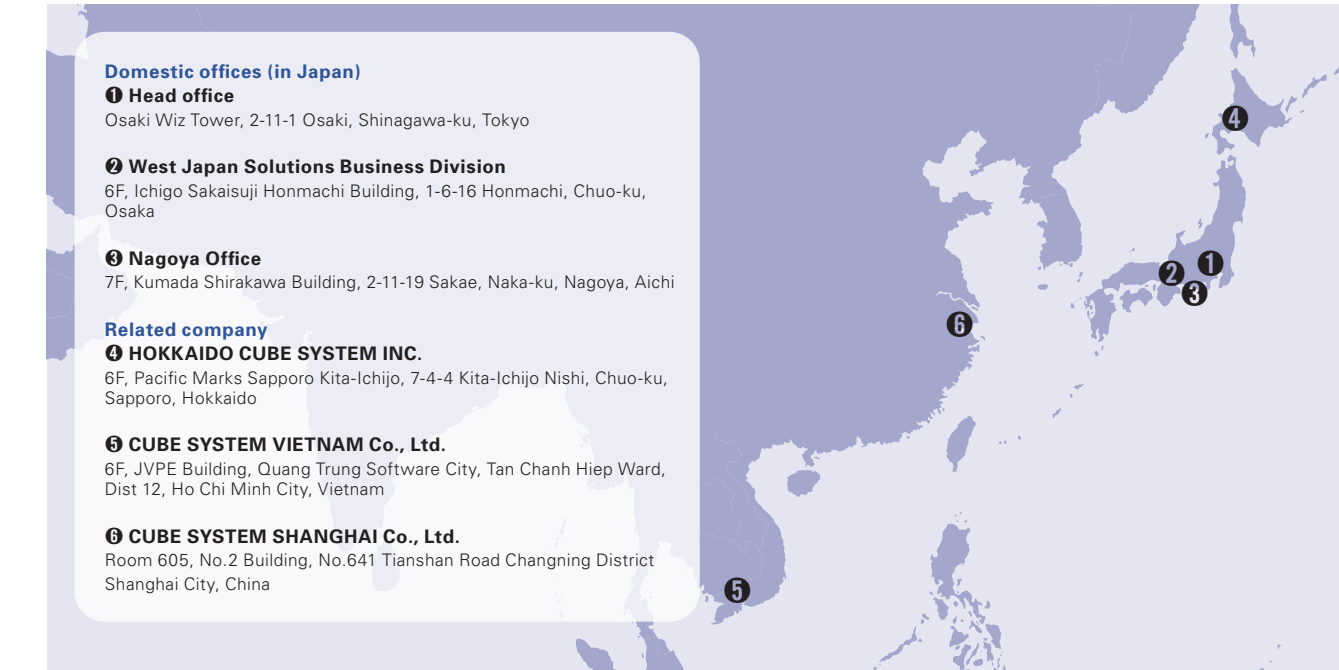 Domestic offices (in Japan)
❶ Head office
Osaki Wiz Tower, 2-11-1 Osaki, Shinagawa-ku, Tokyo
❷ West Japan Solutions Business Division
6F, Ichigo Sakaisuji Honmachi Building, 1-6-16 Honmachi, Chuo-ku,
Osaka
❸ Nagoya Office
7F, Kumada Shirakawa Building, 2-11-19 Sakae, Naka-ku, Nagoya, Aichi
Related company
❹ HOKKAIDO CUBE SYSTEM INC.
6F, Pacific Marks Sapporo Kita-Ichijo, 7-4-4 Kita-Ichijo Nishi, Chuo-ku,
Sapporo, Hokkaido
❺ CUBE SYSTEM VIETNAM Co., Ltd.
6F, JVPE Building, Quang Trung Software City, Tan Chanh Hiep Ward,
Dist 12, Ho Chi Minh City, Vietnam
❻ CUBE SYSTEM SHANGHAI Co., Ltd.
Room 605, No.2 Building, No.641 Tianshan Road Changning District
Shanghai City, China
❹
❶
❷
❸
❻
❺